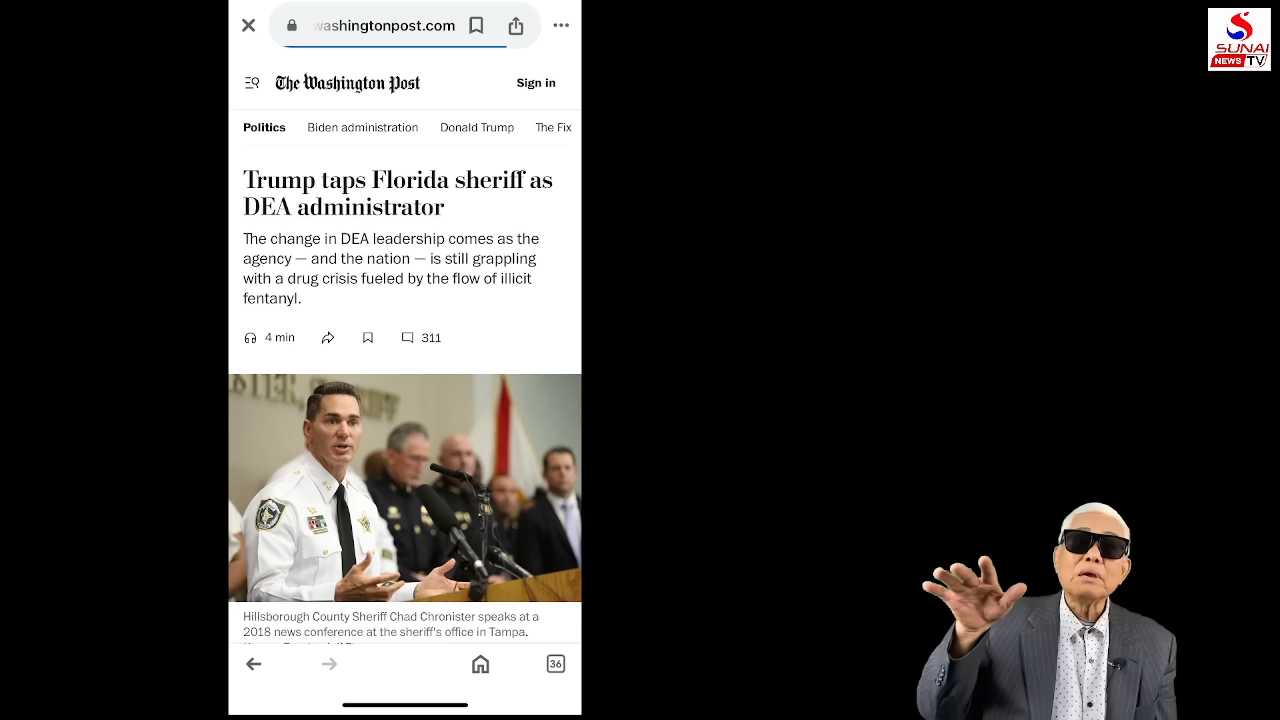 washingtonpost.com
SUNAI
NEWS TV
The Washington Post
Sign in
Politics
Biden administration
Donald Trump
The Fix
Trump taps Florida sheriff as
DEA administrator
The change in DEA leadership comes as the
agency — and the nation — is still grappling
with a drug crisis fueled by the flow of illicit
fentanyl.
4 min
311
Hillsborough County Sheriff Chad Chronister speaks at a
2018 news conference at the sheriff's office in Tampa.
36